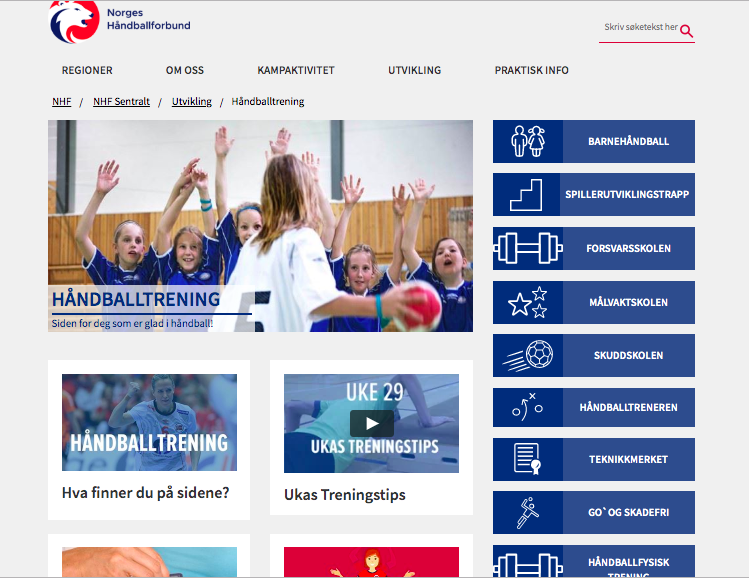 Norges
Håndballforbund
Skriv søketekst her
REGIONER
OM OSS
KAMPAKTIVITET
UTVIKLING
PRAKTISK INFO
NHF / NHF Sentralt / Utvikling / Håndballtrening
HÅNDBALLTRENING
Siden for deg som er glad i håndball!
BARNEHÅNDBALL
SPILLERUTVIKLINGSTRAPP
FORSVARSSKOLEN
MÅLVAKTSKOLEN
SKUDDSKOLEN
HÅNDBALLTRENEREN
TEKNIKKMERKET
GO`OG SKADEFRI
HÅNDBALLFYSISK
TRENING
HÅNDBALLTRENING
Hva finner du på sidene?
UKE 29
UKAS TRENINGSTIPS
Ukas Treningstips